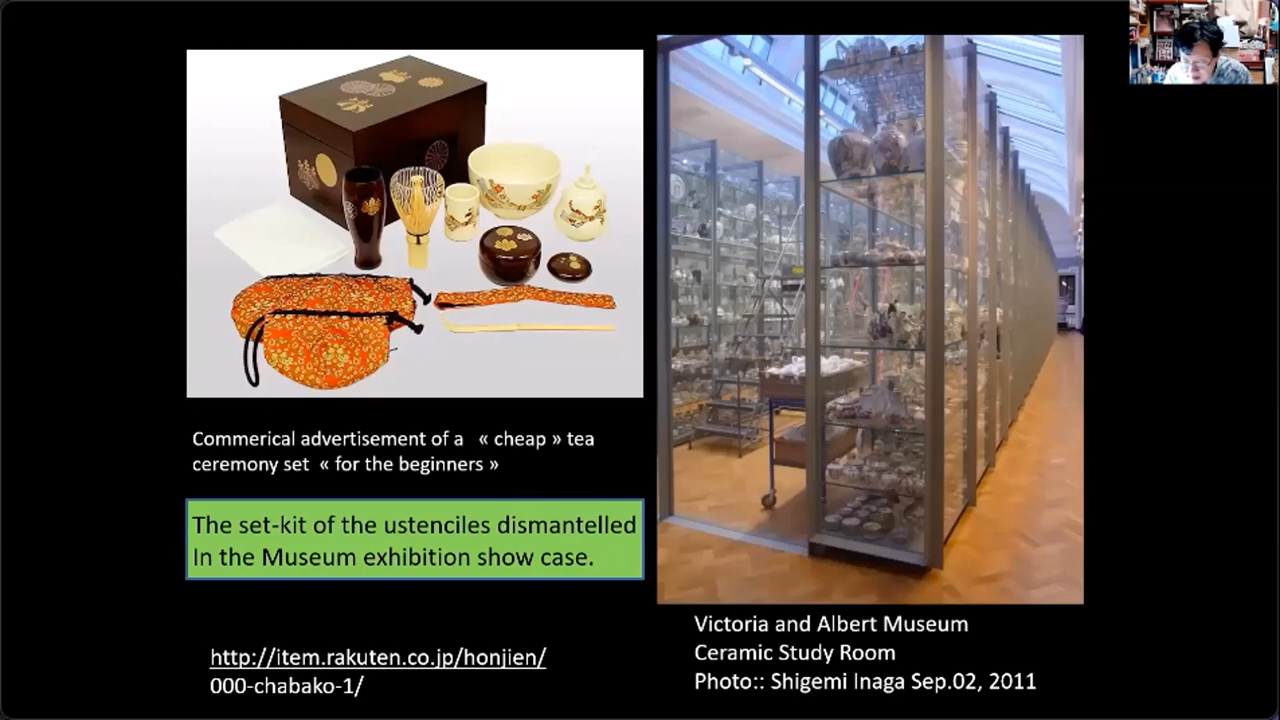 Commerical advertisement of a « cheap » tea
ceremony set « for the beginners »
The set-kit of the ustenciles dismantelled
In the Museum exhibition show case.
http://item.rakuten.co.jp/honjien/
000-chabako-1/
Victoria and Albert Museum
Ceramic Study Room
Photo:: Shigemi Inaga Sep.02, 2011